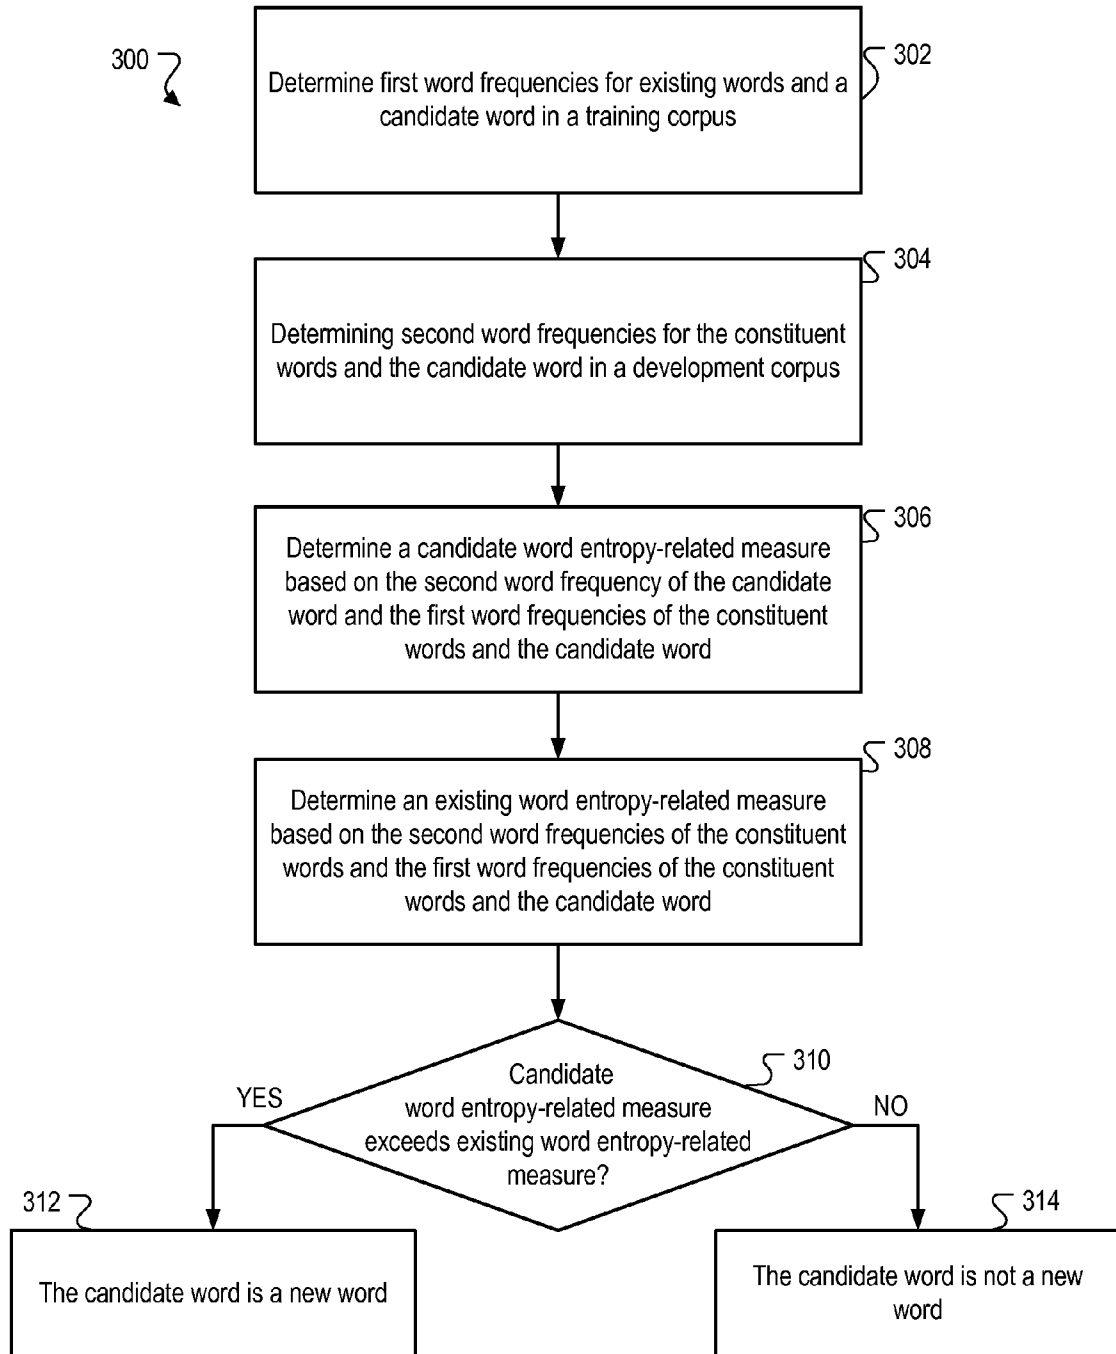 300
302
Determine first word frequencies for existing words and a
candidate word in a training corpus
304
Determining second word frequencies for the constituent
words and the candidate word in a development corpus
306
Determine a candidate word entropy-related measure
based on the second word frequency of the candidate
word and the first word frequencies of the constituent
words and the candidate word
308
Determine an existing word entropy-related measure
based on the second word frequencies of the constituent
words and the first word frequencies of the constituent
words and the candidate word
310
Candidate
word entropy-related measure
exceeds existing word entropy-related
measure?
YES
NO
312
The candidate word is a new word
314
The candidate word is not a new
word